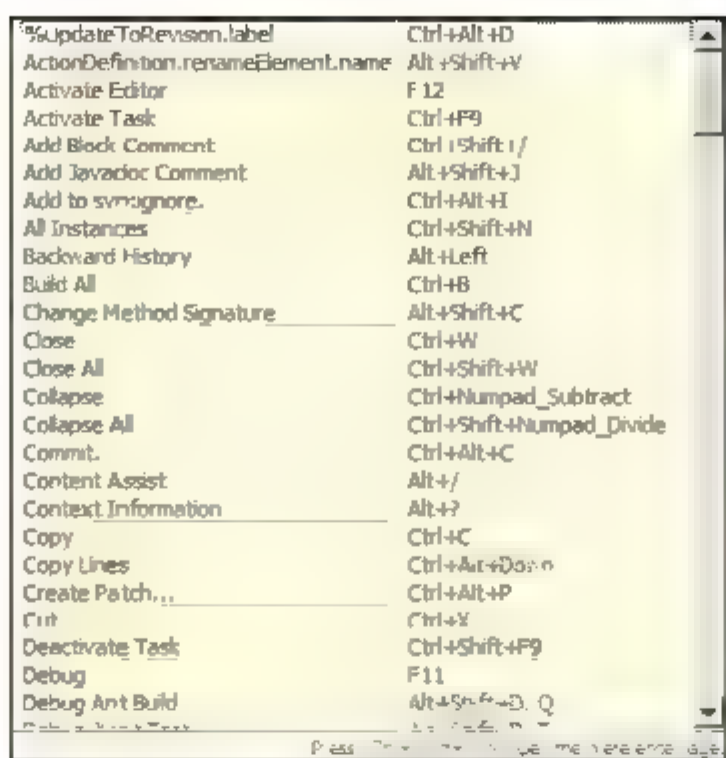 %UpdateToRevision.label Ctrl+Alt+D
ActionDefinition.renameElement.name Alt+Shift+V
Activate Editor F12
Activate Task Ctrl+F9
Add Block Comment Ctrl+Shift+/
Add Javadoc Comment Alt+Shift+J
Add to svn:ignore. Ctrl+Alt+I
All Instances Ctrl+Shift+N
Backward History Alt+Left
Build All Ctrl+B
Change Method Signature Alt+Shift+C
Close Ctrl+W
Close All Ctrl+Shift+W
Collapse Ctrl+Numpad_Subtract
Collapse All Ctrl+Shift+Numpad_Divide
Commit. Ctrl+Alt+C
Content Assist Alt+/
Context Information Alt+?
Copy Ctrl+C
Copy Lines Ctrl+Alt+Down
Create Patch... Ctrl+Alt+P
Cut Ctrl+X
Deactivate Task Ctrl+Shift+F9
Debug F11
Debug Ant Build Alt+Shift+D, Q
Press